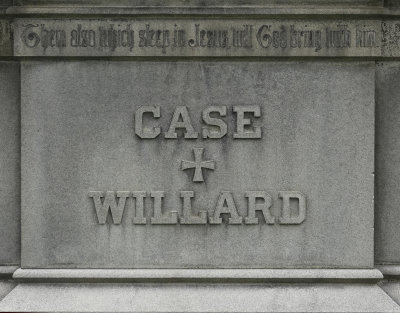 Them also which sleep in Jesus, will God bring with him
CASE
WILLARD